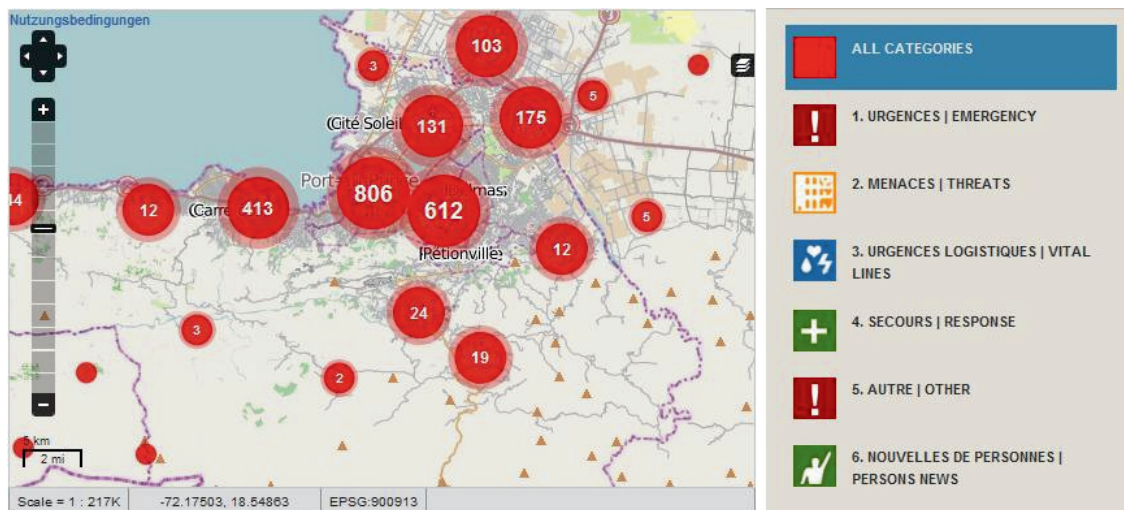 Nutzungsbedingungen
103
3
5
131
175
(Cité Soleil
806
612
413
12
44
(Carre
5
Pétionville
12
24
3
19
2
5 km
2 mi
Scale = 1 : 217K
-72.17503, 18.54863
EPSG:900913
ALL CATEGORIES
1. URGENCES | EMERGENCY
2. MENACES | THREATS
3. URGENCES LOGISTIQUES | VITAL
LINES
4. SECOURS | RESPONSE
5. AUTRE | OTHER
6. NOUVELLES DE PERSONNES |
PERSONS NEWS